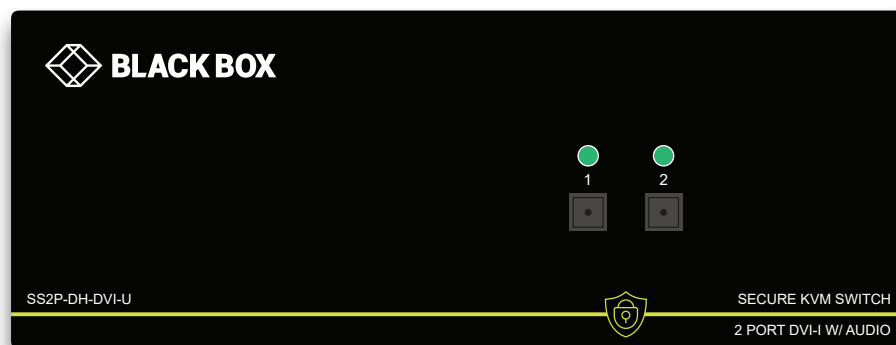 BLACK BOX
1 2
SS2P-DH-DVI-U
SECURE KVM SWITCH
2 PORT DVI-I W/ AUDIO